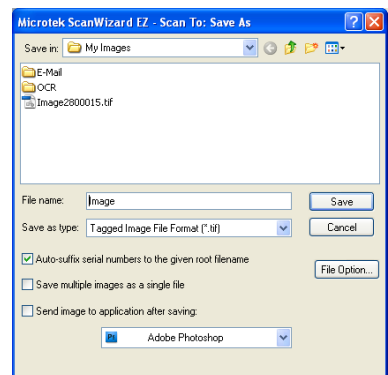 Microtek ScanWizard EZ - Scan To: Save As
Save in: My Images
E-Mail
OCR
Image2800015.tif
File name: Image Save
Save as type: Tagged Image File Format (*.tif) Cancel
Auto-suffix serial numbers to the given root filename
File Option...
Save multiple images as a single file
Send image to application after saving:
Ps Adobe Photoshop